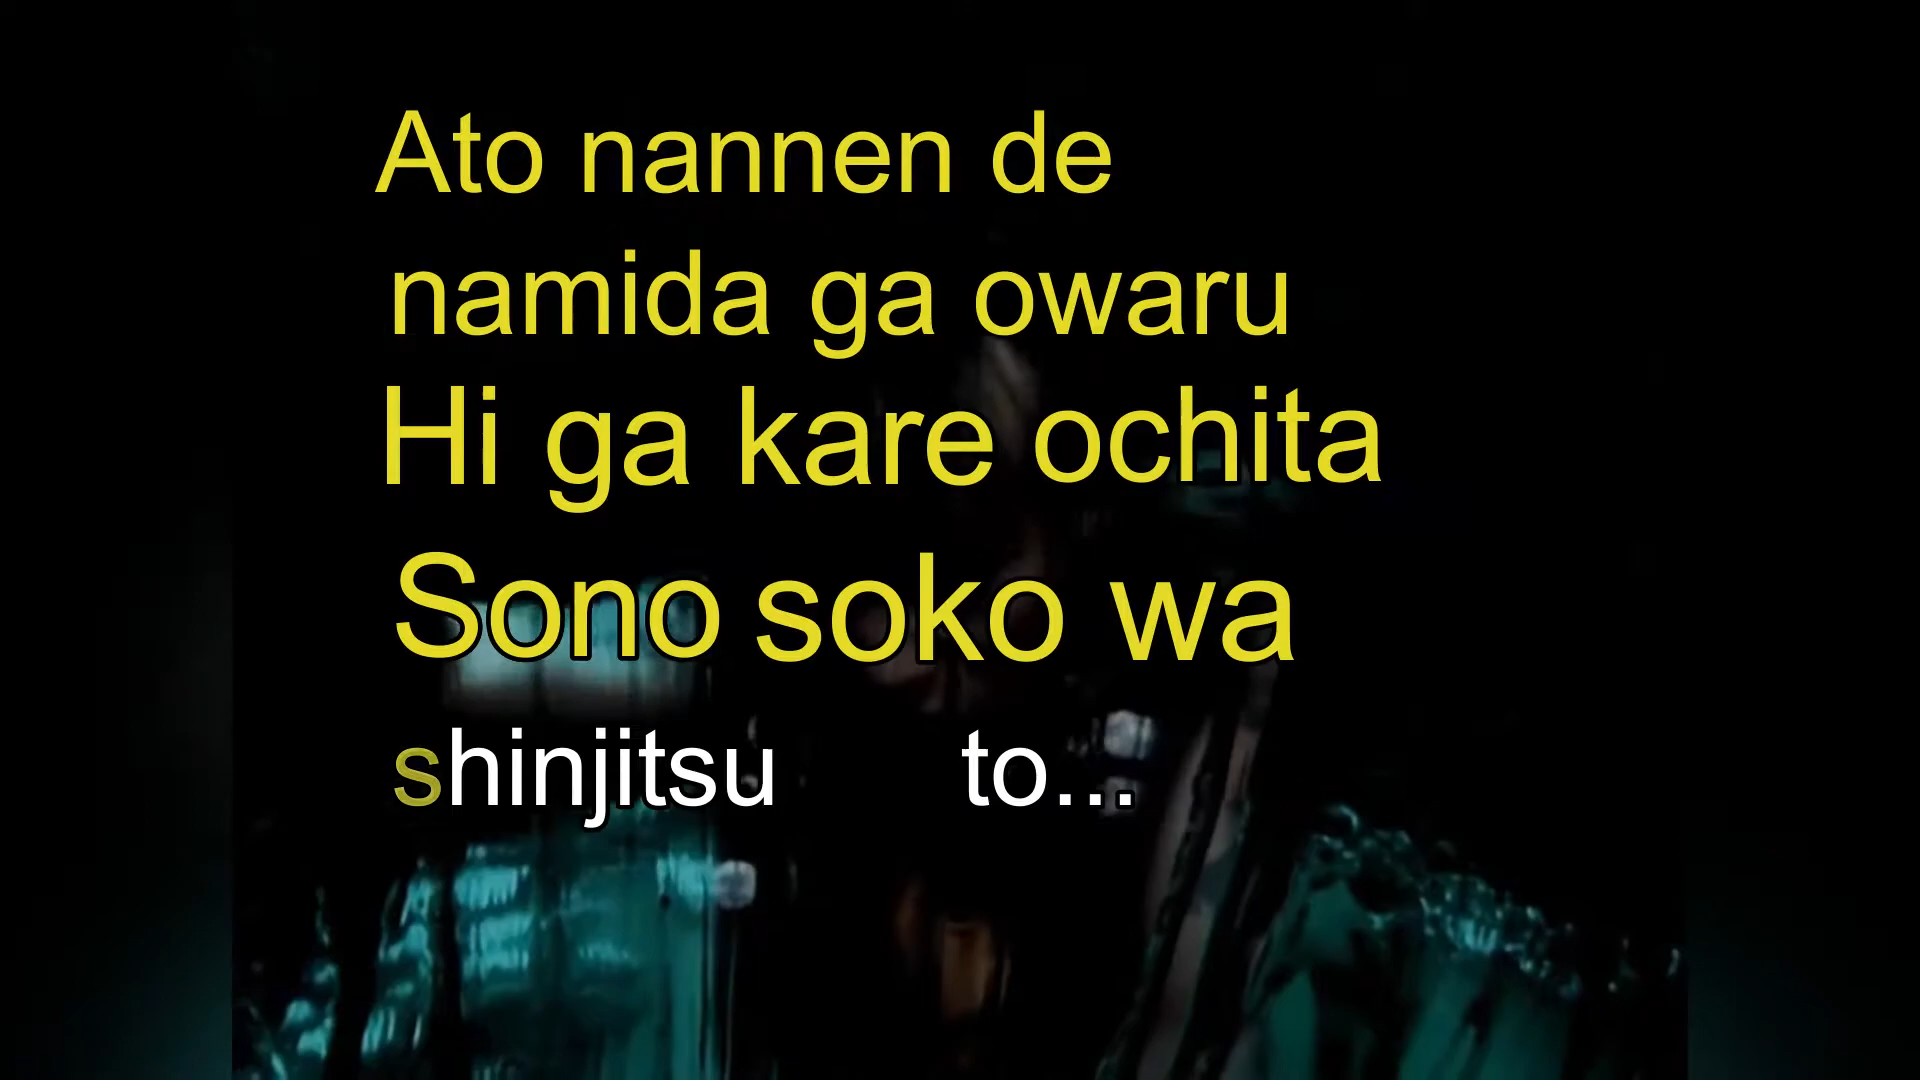 Ato nannen de
namida ga owaru
Hi ga kare ochita
Sono soko wa
shinjitsu to...